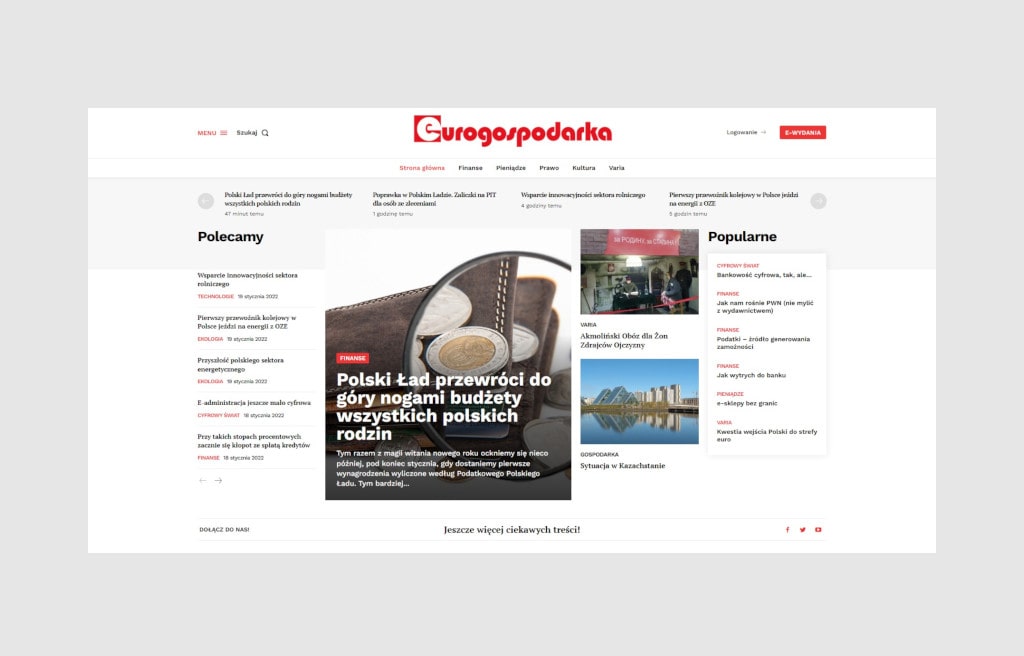 MENU
Szukaj
eurogospodarka
Logowanie →
E-WYDANIA
Strona główna
Finanse
Pieniądze
Prawo
Kultura
Varia
Polski Ład przewróci do góry nogami budżety
wszystkich polskich rodzin
47 minut temu
Poprawka w Polskim Ładzie. Zaliczki na PIT
dla osób ze zleceniami
1 godzinę temu
Wsparcie innowacyjności sektora rolniczego
4 godziny temu
Pierwszy przewoźnik kolejowy w Polsce jeździ
na energii z OZE
5 godzin temu
Polecamy
Wsparcie innowacyjności sektora
rolniczego
TECHNOLOGIE 19 stycznia 2022
Pierwszy przewoźnik kolejowy w
Polsce jeździ na energii z OZE
EKOLOGIA 19 stycznia 2022
Przyszłość polskiego sektora
energetycznego
EKOLOGIA 19 stycznia 2022
E-administracja jeszcze mało cyfrowa
CYFROWY ŚWIAT 18 stycznia 2022
Przy takich stopach procentowych
zacznie się kłopot ze spłatą kredytów
FINANSE 18 stycznia 2022
FINANSE
Polski Ład przewróci do
góry nogami budżety
wszystkich polskich
rodzin
Tym razem z magii witania nowego roku ockniemy się nieco
później, pod koniec stycznia, gdy dostaniemy pierwsze
wynagrodzenia wyliczone według Podatkowego Polskiego
Ładu. Tym bardziej...
за РОДИНУ, за СТАЛИНА!
VARIA
Akmoliński Obóz dla Żon
Zdrajców Ojczyzny
GOSPODARKA
Sytuacja w Kazachstanie
Popularne
CYFROWY ŚWIAT
Bankowość cyfrowa, tak, ale...
FINANSE
Jak nam rośnie PWN (nie mylić
z wydawnictwem)
FINANSE
Podatki – źródło generowania
zamożności
FINANSE
Jak wytrych do banku
PIENIĄDZE
e-sklepy bez granic
VARIA
Kwestia wejścia Polski do strefy
euro
DOŁĄCZ DO NAS!
Jeszcze więcej ciekawych treści!